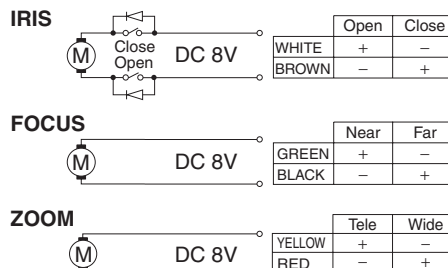 IRIS
Open Close
Close
Open
M
DC 8V
WHITE + −
BROWN − +
FOCUS
Near Far
M
DC 8V
GREEN + −
BLACK − +
ZOOM
Tele Wide
M
DC 8V
YELLOW + −
RED − +